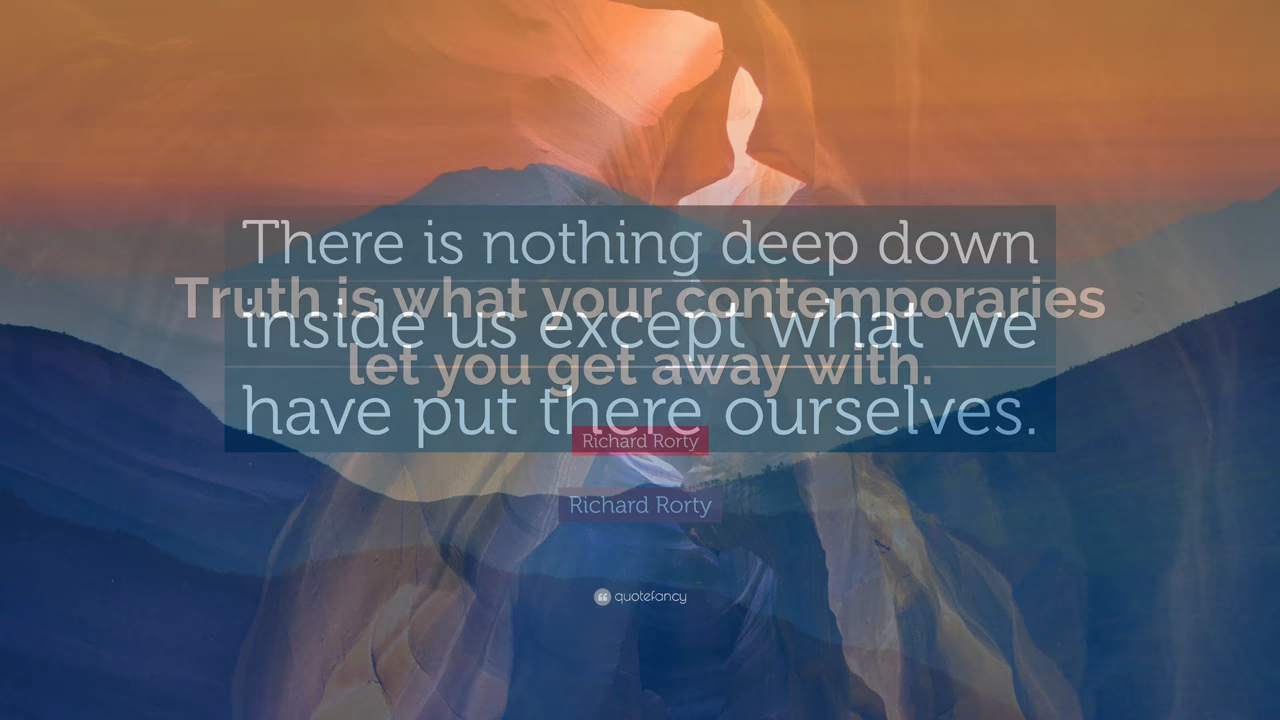 There is nothing deep down
Truth is what your contemporaries
inside us except what we
let you get away with.
have put there ourselves.
Richard Rorty
Richard Rorty
quotefancy